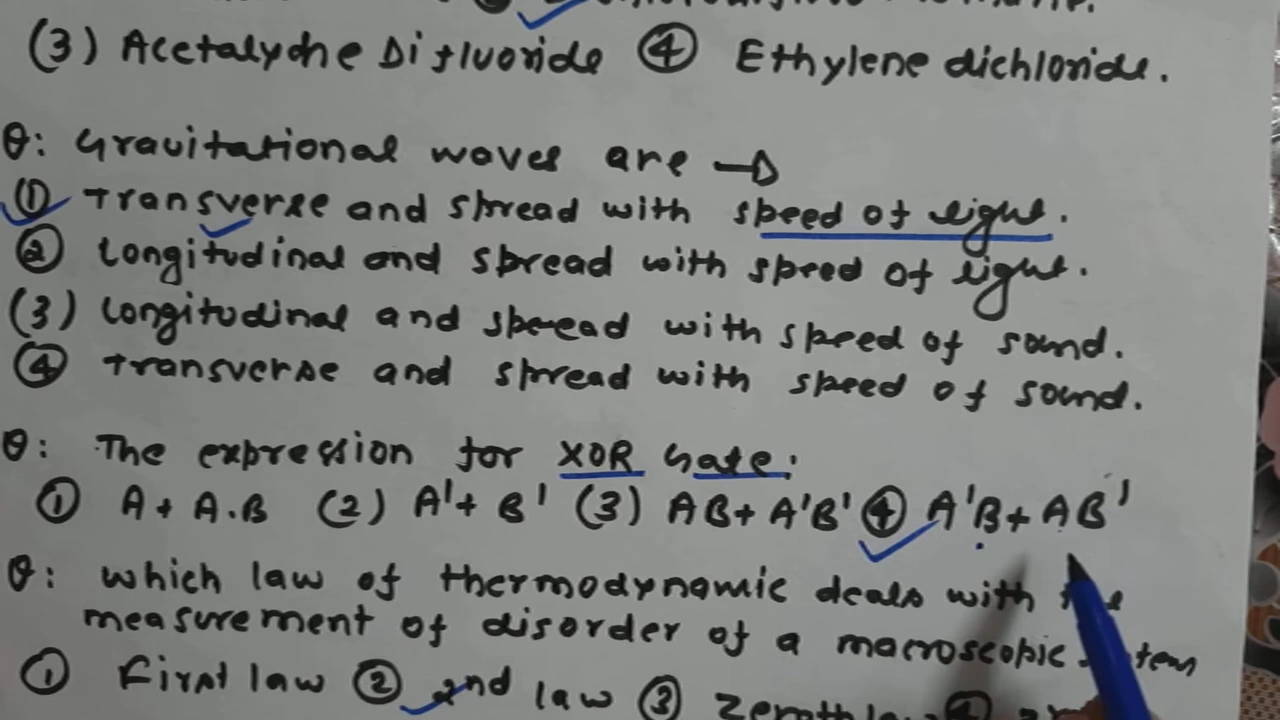 (3) Acetalydhe Difluoride ④ Ethylene dichloride.
Q: Gravitational waves are →
① Transverse and spread with speed of light.
② Longitudinal and spread with speed of light.
(3) Longitudinal and spread with speed of sound.
④ Transverse and spread with speed of sound.
Q: The expression for XOR Gate:
① A + A.B (2) A' + B' (3) AB + A'B' ④ A'B + AB'
Q: which law of thermodynamic deals with
measurement of disorder of a macroscopic
① First law ② 2nd law ③ Zeroth law